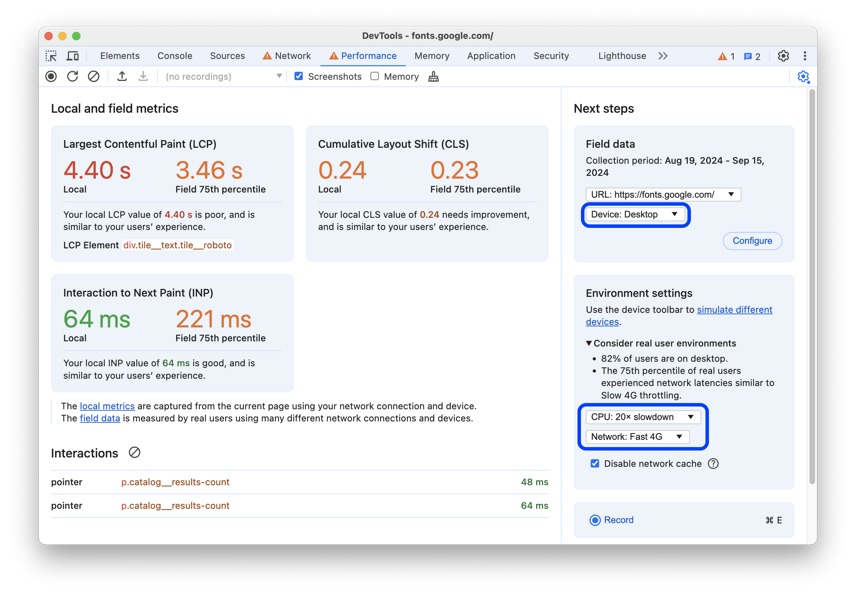 DevTools - fonts.google.com/
Elements Console Sources Network Performance Memory Application Security Lighthouse 1 2
(no recordings) Screenshots Memory
Local and field metrics
Largest Contentful Paint (LCP)
4.40 s 3.46 s
Local Field 75th percentile
Your local LCP value of 4.40 s is poor, and is
similar to your users’ experience.
LCP Element div.tile__text.tile__roboto
Cumulative Layout Shift (CLS)
0.24 0.23
Local Field 75th percentile
Your local CLS value of 0.24 needs improvement,
and is similar to your users’ experience.
Interaction to Next Paint (INP)
64 ms 221 ms
Local Field 75th percentile
Your local INP value of 64 ms is good, and is
similar to your users’ experience.
The local metrics are captured from the current page using your network connection and device.
The field data is measured by real users using many different network connections and devices.
Interactions
pointer p.catalog__results-count 48 ms
pointer p.catalog__results-count 64 ms
Next steps
Field data
Collection period: Aug 19, 2024 - Sep 15,
2024
URL: https://fonts.google.com/
Device: Desktop
Configure
Environment settings
Use the device toolbar to simulate different
devices.
Consider real user environments
• 82% of users are on desktop.
• The 75th percentile of real users
experienced network latencies similar to
Slow 4G throttling.
CPU: 20× slowdown
Network: Fast 4G
Disable network cache ?
Record ⌘ E